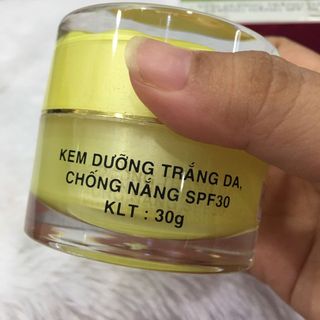 KEM DƯỠNG TRẮNG DA,
CHỐNG NẮNG SPF30
KLT : 30g